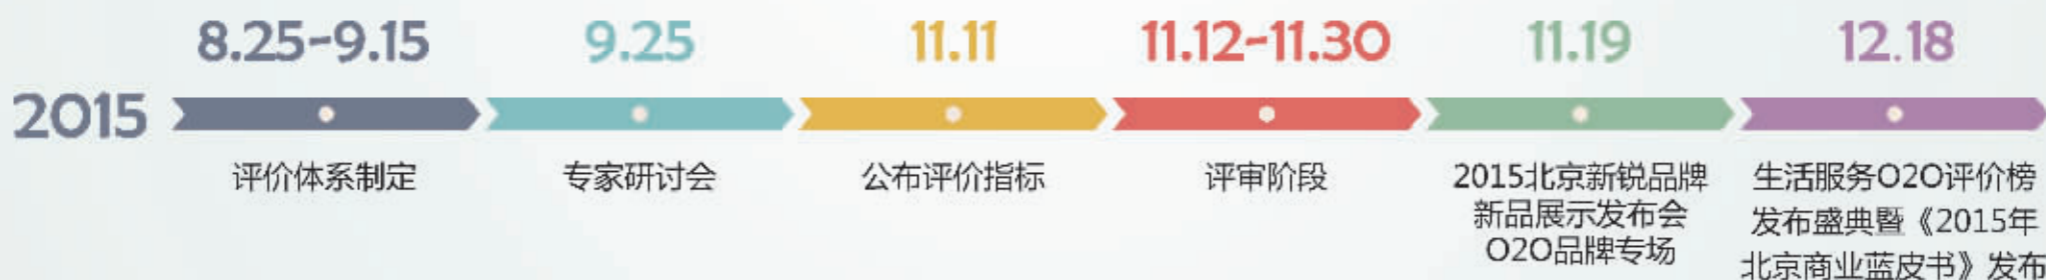 8.25-9.15
9.25
11.11
11.12-11.30
11.19
12.18
2015
评价体系制定
专家研讨会
公布评价指标
评审阶段
2015北京新锐品牌
新品展示发布会
O2O品牌专场
生活服务O2O评价榜
发布盛典暨《2015年
北京商业蓝皮书》发布